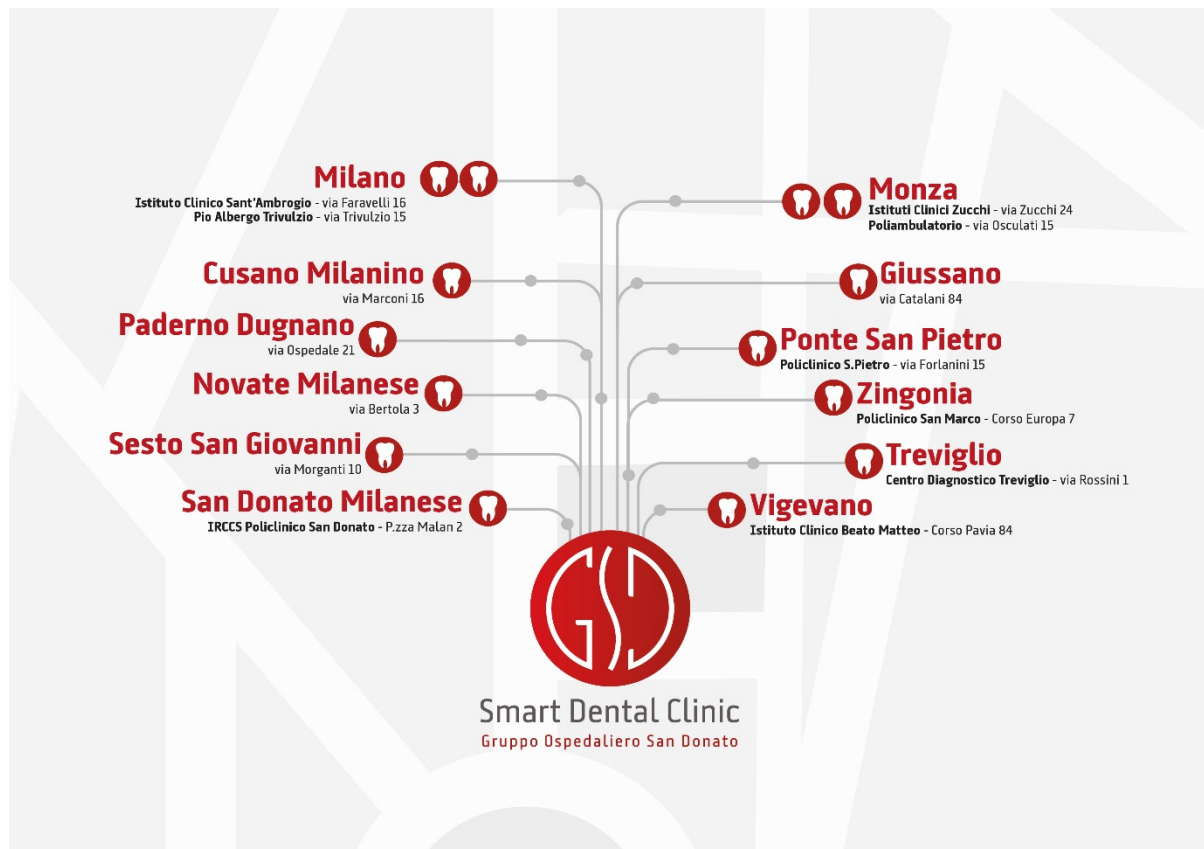 Milano
Istituto Clinico Sant'Ambrogio - via Faravelli 16
Pio Albergo Trivulzio - via Trivulzio 15
Cusano Milanino
via Marconi 16
Paderno Dugnano
via Ospedale 21
Novate Milanese
via Bertola 3
Sesto San Giovanni
via Morganti 10
San Donato Milanese
IRCCS Policlinico San Donato - P.zza Malan 2
Monza
Istituti Clinici Zucchi - via Zucchi 24
Poliambulatorio - via Osculati 15
Giussano
via Catalani 84
Ponte San Pietro
Policlinico S.Pietro - via Forlanini 15
Zingonia
Policlinico San Marco - Corso Europa 7
Treviglio
Centro Diagnostico Treviglio - via Rossini 1
Vigevano
Istituto Clinico Beato Matteo - Corso Pavia 84
GSD
Smart Dental Clinic
Gruppo Ospedaliero San Donato